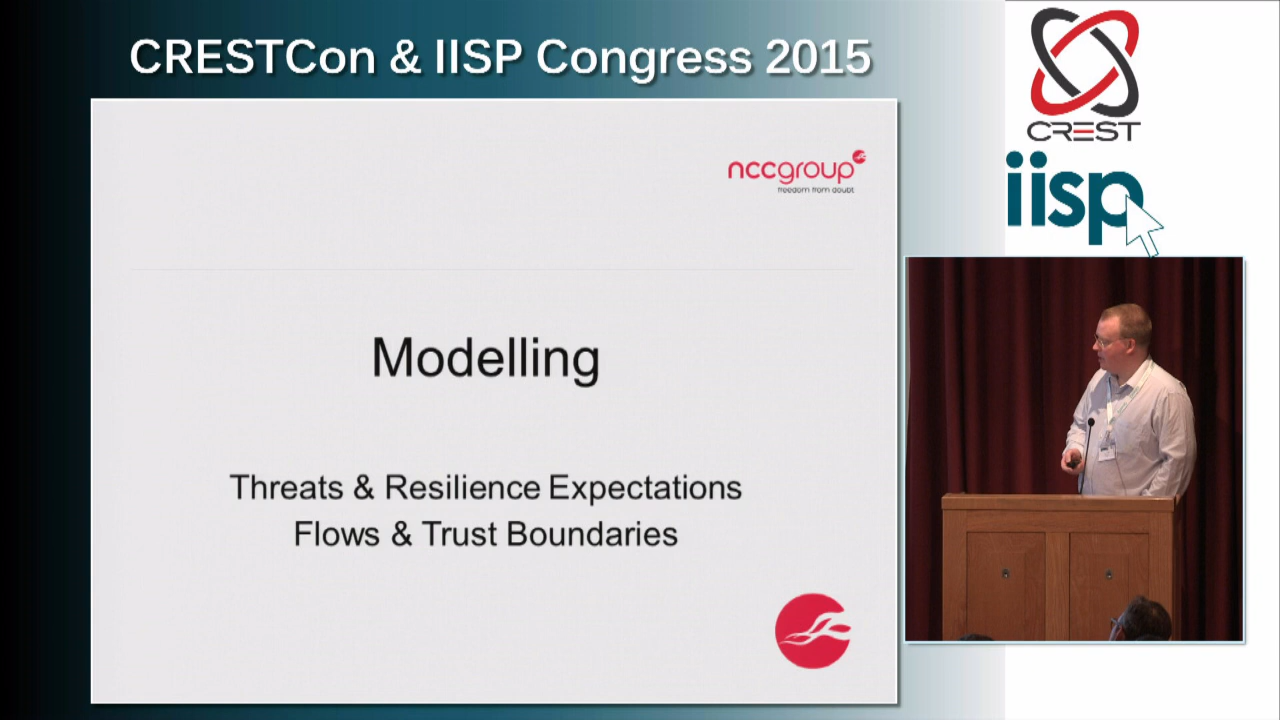 CRESTCon & IISP Congress 2015
CREST
iisp
nccgroup
freedom from doubt
Modelling
Threats & Resilience Expectations
Flows & Trust Boundaries